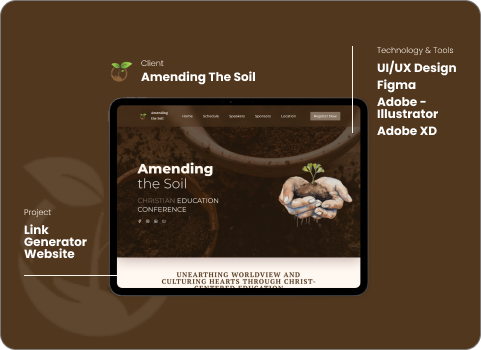 Client
Amending The Soil
Technology & Tools
UI/UX Design
Figma
Adobe -
Illustrator
Adobe XD
Project
Link
Generator
Website
Amending
the Soil
Home Schedule Speakers Sponsors Location Register Now
Amending
the Soil
CHRISTIAN EDUCATION
CONFERENCE
UNEARTHING WORLDVIEW AND
CULTURING HEARTS THROUGH CHRIST-
CENTERED EDUCATION